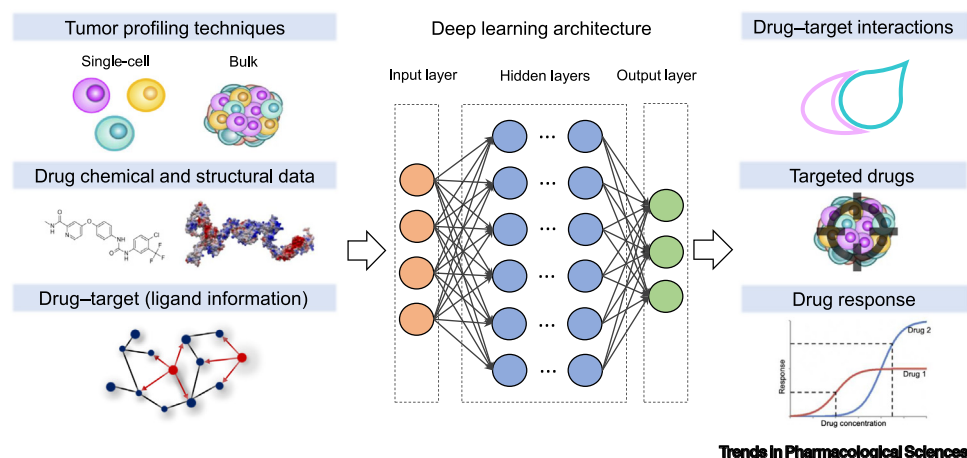 Tumor profiling techniques
Single-cell
Bulk
Drug chemical and structural data
O
N
H
N
O
Cl
HN
O
N
H
F
F
F
Drug–target (ligand information)
Deep learning architecture
Input layer
Hidden layers
Output layer
...
...
...
...
...
...
Drug–target interactions
Targeted drugs
Drug response
Drug 2
Drug 1
Response
Drug concentration
Trends in Pharmacological Sciences